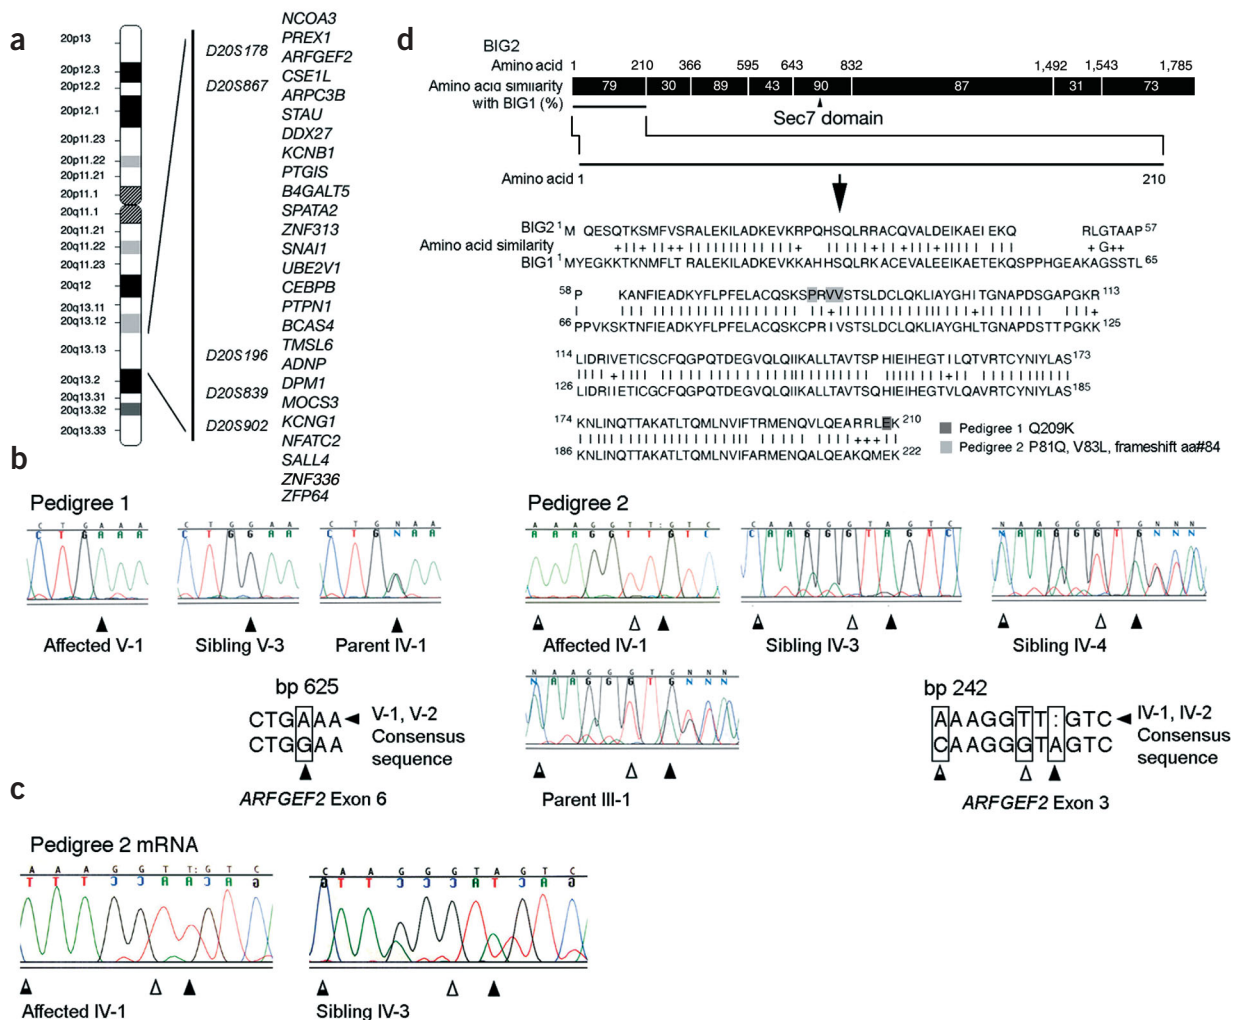 a
20p13
20p12.3
20p12.2
20p12.1
20p11.23
20p11.22
20p11.21
20p11.1
20q11.1
20q11.21
20q11.22
20q11.23
20q12
20q13.11
20q13.12
20q13.13
20q13.2
20q13.31
20q13.32
20q13.33
D20S178
D20S867
D20S196
D20S839
D20S902
NCOA3
PREX1
ARFGEF2
CSE1L
ARPC3B
STAU
DDX27
KCNB1
PTGIS
B4GALT5
SPATA2
ZNF313
SNAI1
UBE2V1
CEBPB
PTPN1
BCAS4
TMSL6
ADNP
DPM1
MOCS3
KCNG1
NFATC2
SALL4
ZNF336
ZFP64
d
BIG2
Amino acid 1 210 366 595 643 832 1,492 1,543 1,785
Amino acid similarity 79 30 89 43 90 87 31 73
with BIG1 (%)
Sec7 domain
Amino acid 1 210
BIG2 1 M QESQTKSMFVSRALEKILADKEVKRPQHSQLRRACQVALDEIKAEIEKQ RLGTAAP 57
Amino acid similarity + G++
BIG1 1 MYEGKKTKNMFLTRALEKILADKEVKKAHHSQLRKACEVALEEIKAETEKQSPPHGEAKAGSSTL 65
58 P KANFIEADKYFLPFELACQSKSPRVVSTSLDCLQKLIAYGHITGNAPDSGAPGKR 113
66 PPVKSKTNFIEADKYFLPFELACQSKCPRIVSTSLDCLQKLIAYGHLTGNAPDSTTPGKK 125
114 LIDRIVETICSCFQGPQTDEGVQLQIIKALLTAVTSPHIEIHEGTILQTVRTCYNIYLAS 173
126 LIDRIIETICGCFQGPQTDEGVQLQIIKALLTAVTSQHIEIHEGTVLQAVRTCYNIYLAS 185
174 KNLINQTTAKATLTQMLNVIFTRMENQVLQEARRLEK 210
186 KNLINQTTAKATLTQMLNVIFARMENQALQEAKQMEK 222
Pedigree 1 Q209K
Pedigree 2 P81Q, V83L, frameshift aa#84
b
Pedigree 1
C T G A A A
C T G A A A
Affected V-1
C T G G A A
C T G G A A
Sibling V-3
C T G N A A
C T G N A A
Parent IV-1
bp 625
CTGAAA V-1, V-2
CTGGAA Consensus
sequence
ARFGEF2 Exon 6
Pedigree 2
A A A G G T T : G T C
A A A G G T T G T C
Affected IV-1
C A A G G G T A G T C
C A A G G G T A G T C
Sibling IV-3
N A A G G G T G N N N
N A A G G G T G N N N
Sibling IV-4
N A A G G G T G N N N
N A A G G G T G N N N
Parent III-1
bp 242
AAAGGTT:GTC IV-1, IV-2
CAAGGGTAGTC Consensus
sequence
ARFGEF2 Exon 3
c
Pedigree 2 mRNA
A A A G G T T : G T C
Affected IV-1
C A A G G G T A G T C
Sibling IV-3